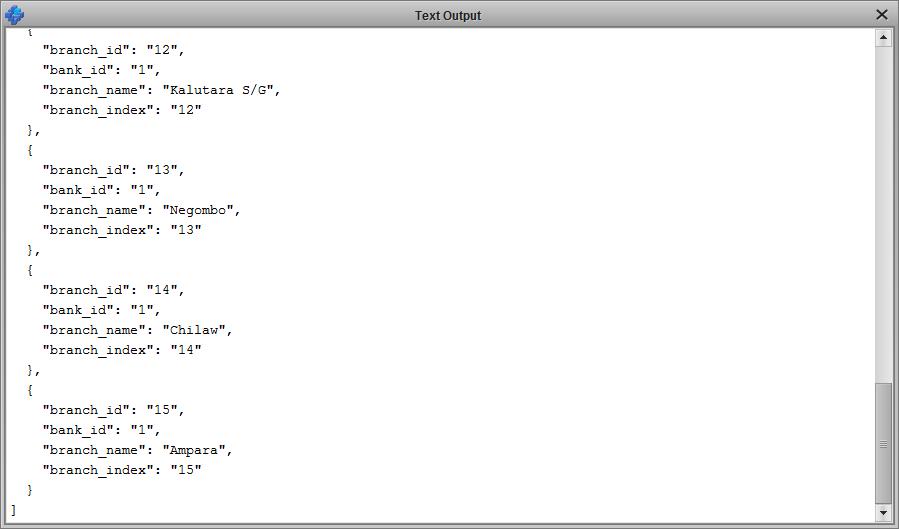 Text Output
  {
    "branch_id": "12",
    "bank_id": "1",
    "branch_name": "Kalutara S/G",
    "branch_index": "12"
  },
  {
    "branch_id": "13",
    "bank_id": "1",
    "branch_name": "Negombo",
    "branch_index": "13"
  },
  {
    "branch_id": "14",
    "bank_id": "1",
    "branch_name": "Chilaw",
    "branch_index": "14"
  },
  {
    "branch_id": "15",
    "bank_id": "1",
    "branch_name": "Ampara",
    "branch_index": "15"
  }
]